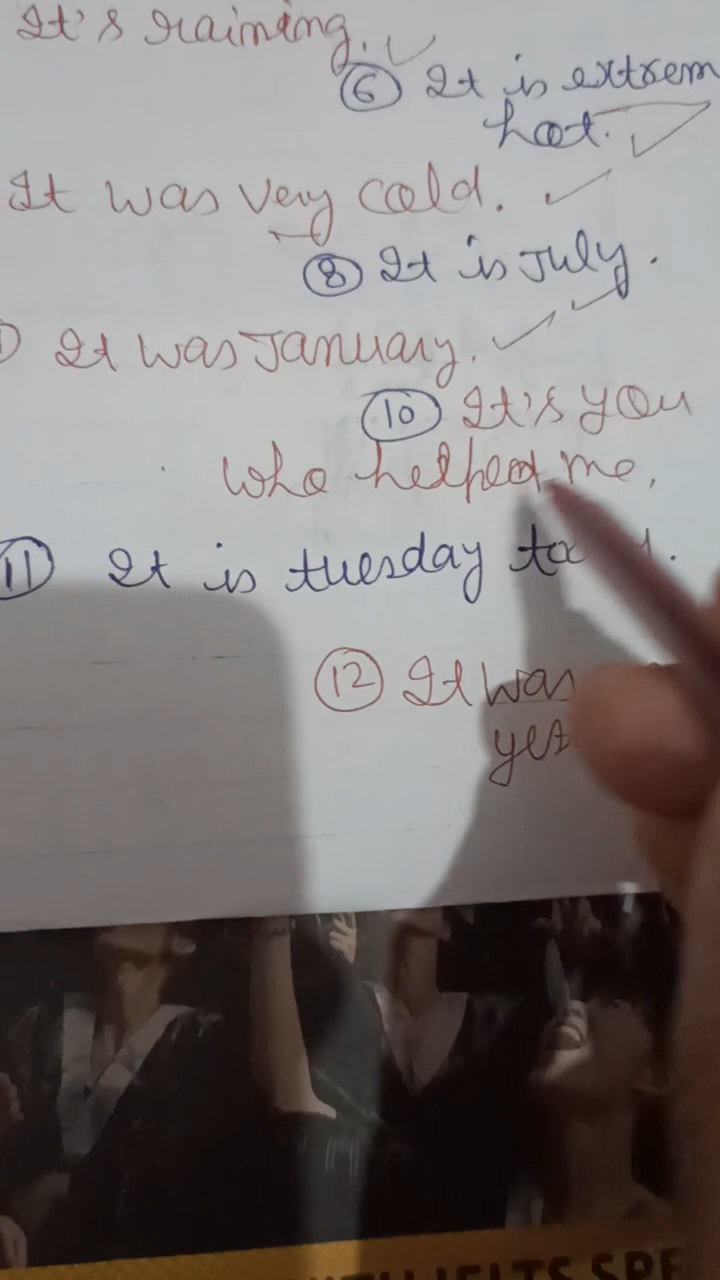 It's raining.
⑥ It is extrem
hot.
It was very cold.
⑧ It is July.
It was January.
⑩ It's you
who helped me.
⑪ It is tuesday
⑫ It was
IELTS